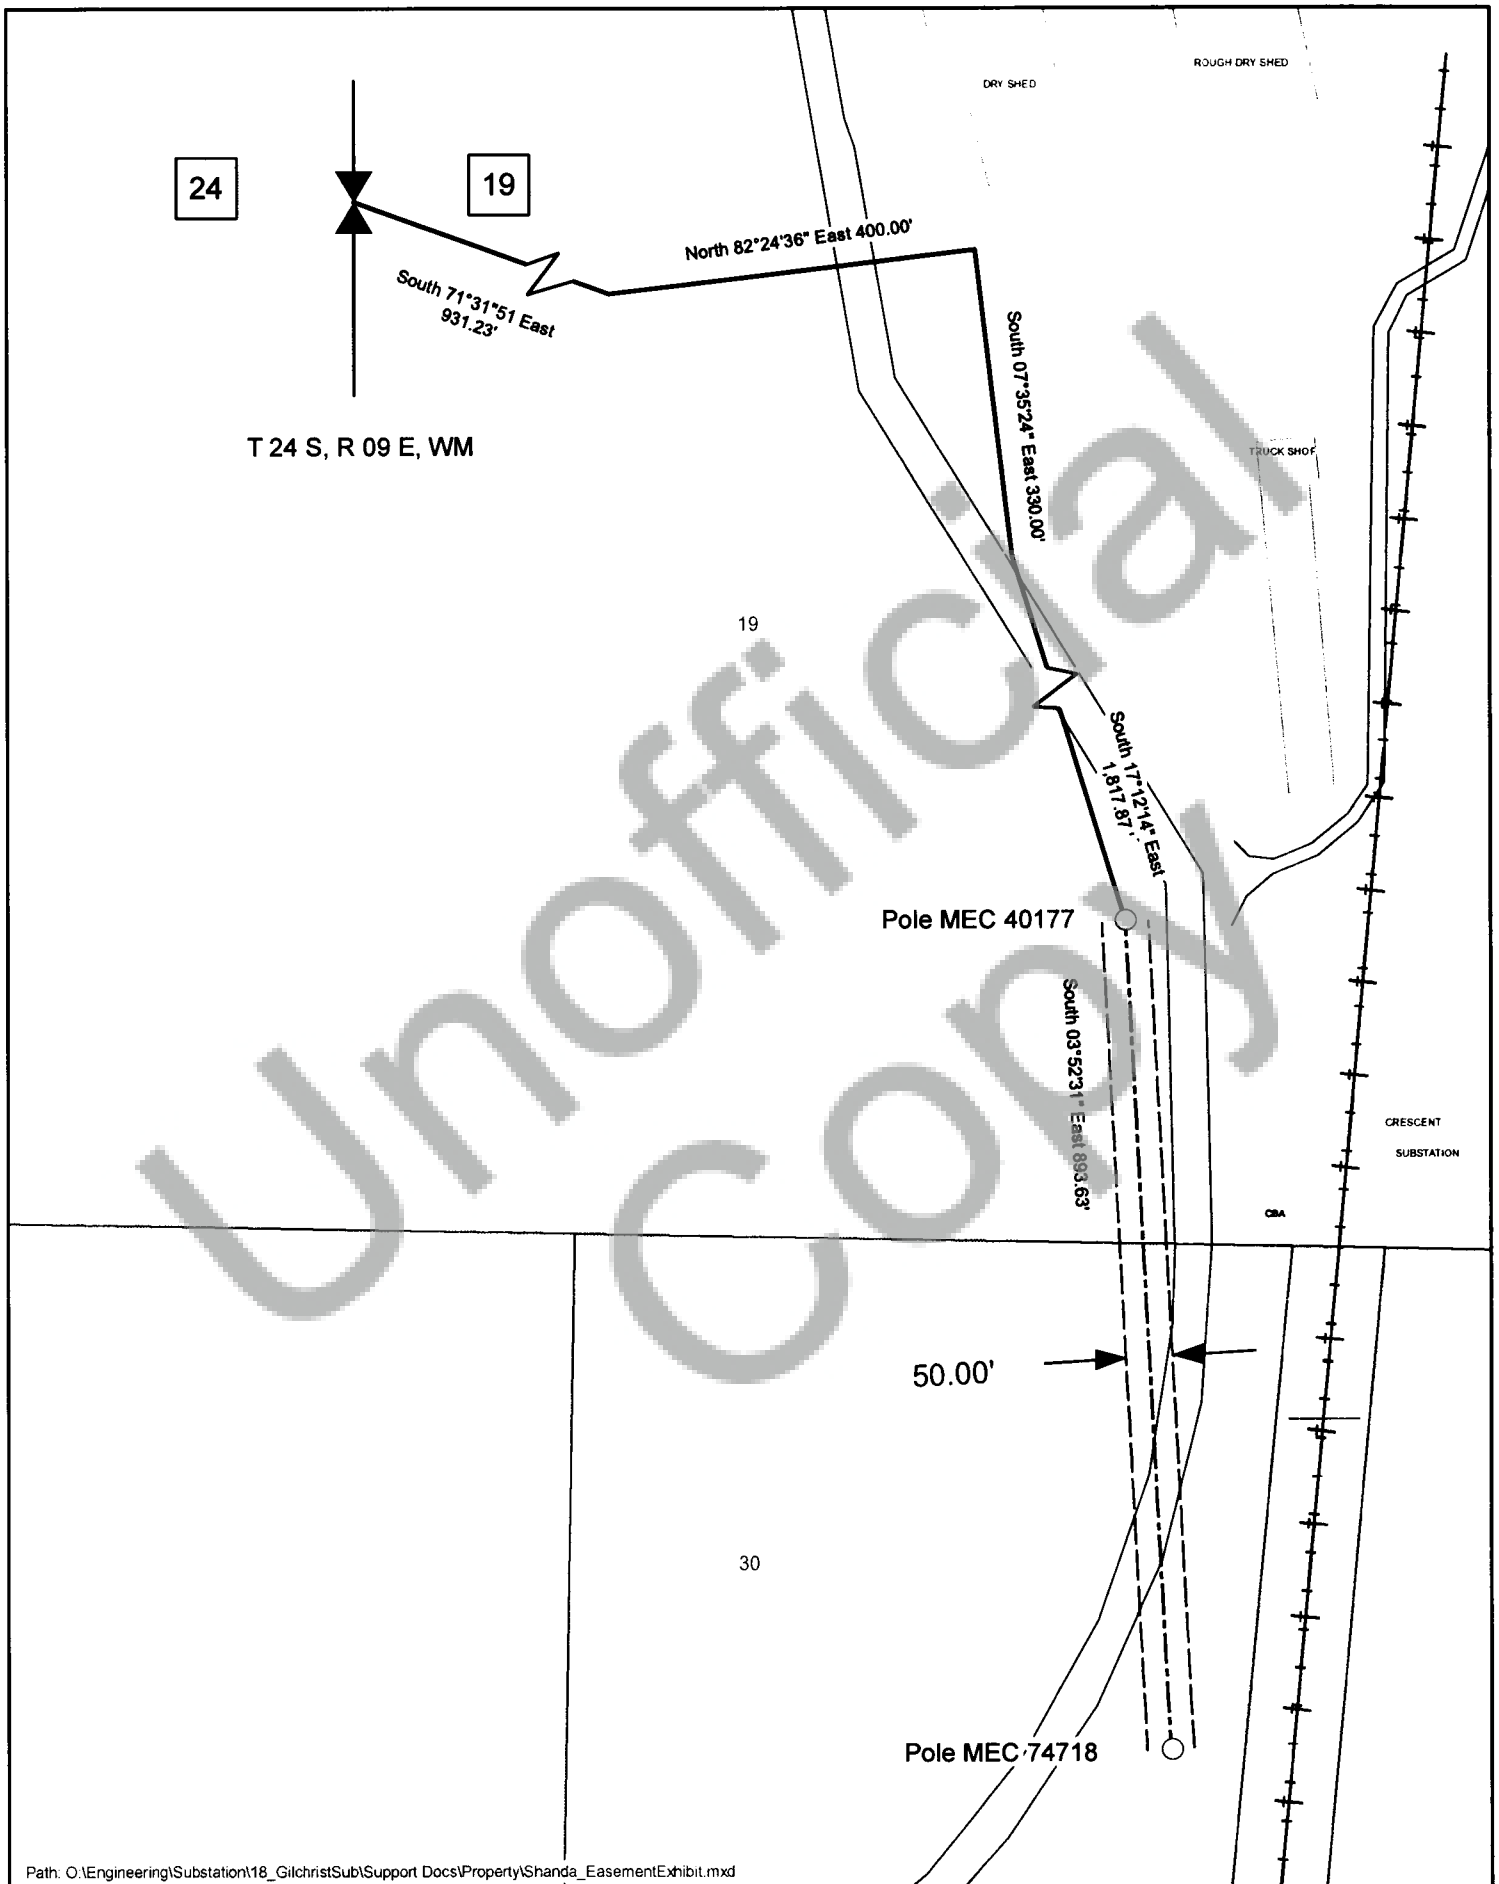 ROUGH DRY SHED
DRY SHED
24
19
North 82°24'36" East 400.00'
South 71°31"51 East
931.23'
South 07°35'24" East 330.00'
T 24 S, R 09 E, WM
TRUCK SHOP
19
South 17°12'14" East
1,817.87'
Pole MEC 40177
South 03°52'31" East 893.63'
CRESCENT
SUBSTATION
CBA
50.00'
30
Pole MEC 74718
Path: O:\Engineering\Substation\18_GilchristSub\Support Docs\Property\Shanda_EasementExhibit.mxd
Unofficial
Copy